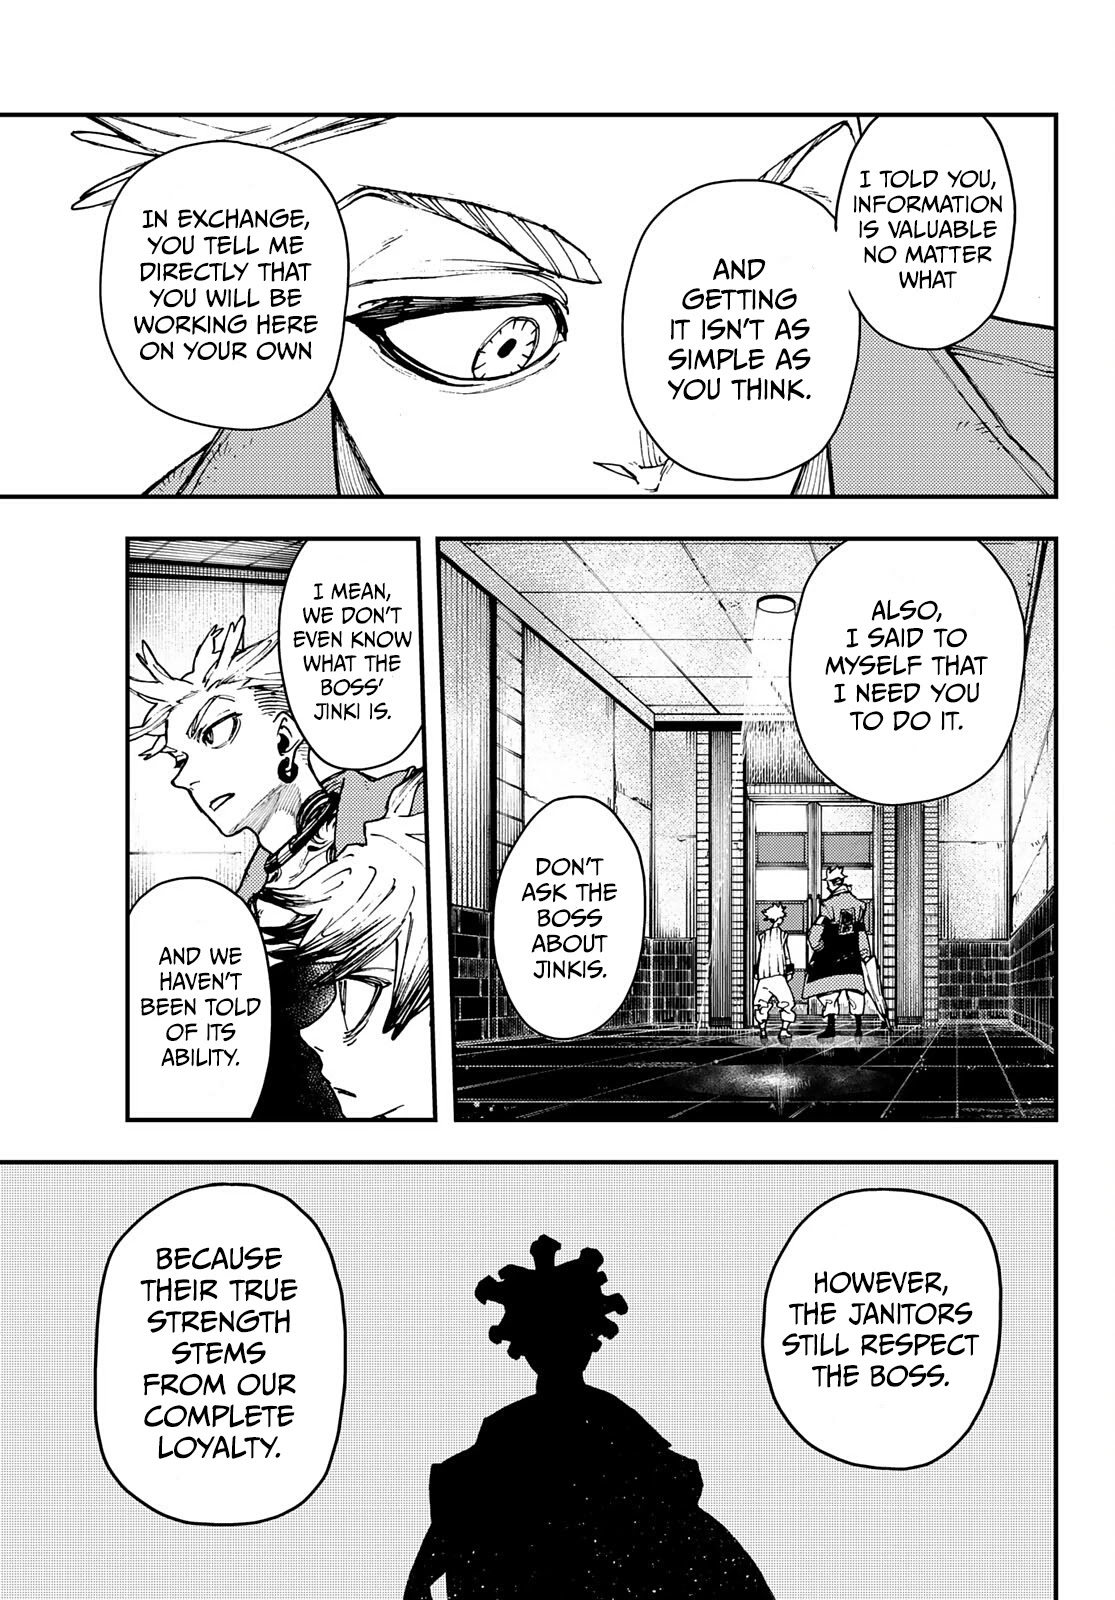 I TOLD YOU,
INFORMATION
IS VALUABLE
NO MATTER
WHAT
AND
GETTING
IT ISN'T AS
SIMPLE AS
YOU THINK.
IN EXCHANGE,
YOU TELL ME
DIRECTLY THAT
YOU WILL BE
WORKING HERE
ON YOUR OWN
ALSO,
I SAID TO
MYSELF THAT
I NEED YOU
TO DO IT.
DON'T
ASK THE
BOSS
ABOUT
JINKIS.
I MEAN,
WE DON'T
EVEN KNOW
WHAT THE
BOSS'
JINKI IS.
AND WE
HAVEN'T
BEEN TOLD
OF ITS
ABILITY.
HOWEVER,
THE JANITORS
STILL RESPECT
THE BOSS.
BECAUSE
THEIR TRUE
STRENGTH
STEMS
FROM OUR
COMPLETE
LOYALTY.